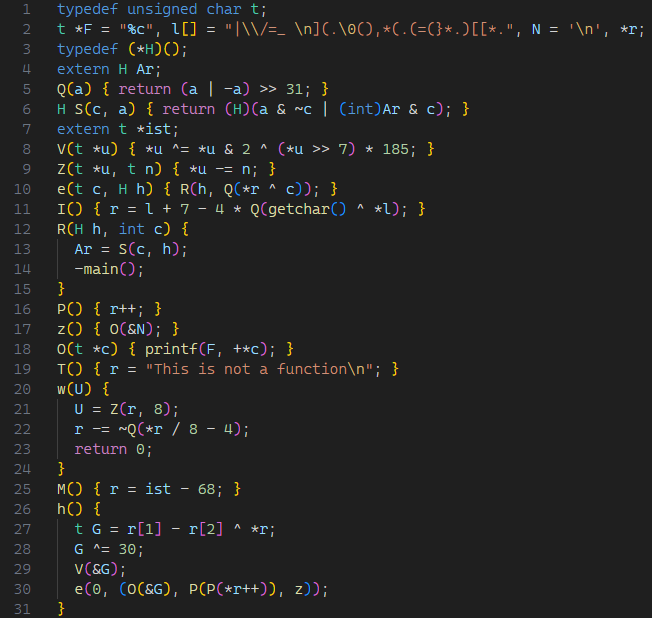 1 typedef unsigned char t;
2 t *F = "%c", l[] = "|\\/=_ \n](.\0(),*(.(=(}*.)[[*.", N = '\n', *r;
3 typedef (*H)();
4 extern H Ar;
5 Q(a) { return (a | -a) >> 31; }
6 H S(c, a) { return (H)(a & ~c | (int)Ar & c); }
7 extern t *ist;
8 V(t *u) { *u ^= *u & 2 ^ (*u >> 7) * 185; }
9 Z(t *u, t n) { *u -= n; }
10 e(t c, H h) { R(h, Q(*r ^ c)); }
11 I() { r = l + 7 - 4 * Q(getchar() ^ *l); }
12 R(H h, int c) {
13   Ar = S(c, h);
14   -main();
15 }
16 P() { r++; }
17 z() { O(&N); }
18 O(t *c) { printf(F, +*c); }
19 T() { r = "This is not a function\n"; }
20 w(U) {
21   U = Z(r, 8);
22   r -= ~Q(*r / 8 - 4);
23   return 0;
24 }
25 M() { r = ist - 68; }
26 h() {
27   t G = r[1] - r[2] ^ *r;
28   G ^= 30;
29   V(&G);
30   e(0, (O(&G), P(P(*r++)), z));
31 }